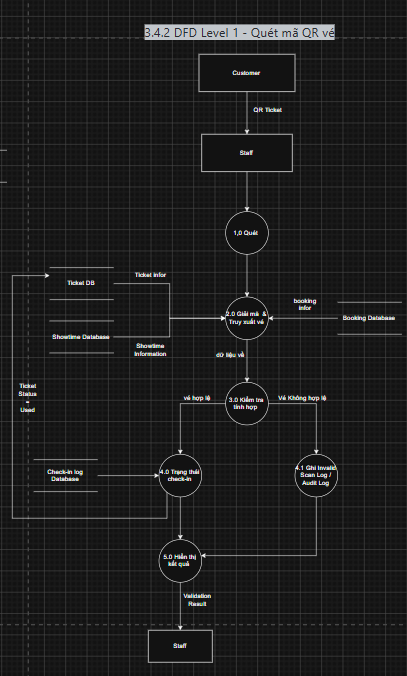 3.4.2 DFD Level 1 - Quét mã QR vé
Customer
QR Ticket
Staff
1,0 Quét
Ticket infor
Ticket DB
booking
infor
2.0 Giải mã &
Truy xuất vé
Booking Database
Showtime Database
Showtime
Information
dữ liệu vé
Ticket
Status
=
Used
vé hợp lệ
3.0 Kiểm tra
tính hợp
Vé Không hợp lệ
Check-in log
Database
4.0 Trạng thái
check-in
4.1 Ghi Invalid
Scan Log /
Audit Log
5.0 Hiển thị
kết quả
Validation
Result
Staff